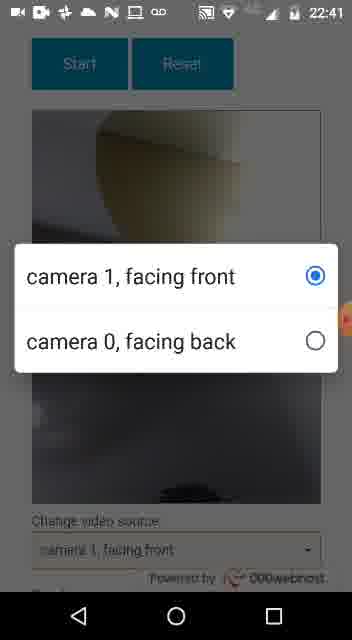 22:41
Start
Reset
camera 1, facing front
camera 0, facing back
Change video source
camera 1, facing front
Powered by 000webhost